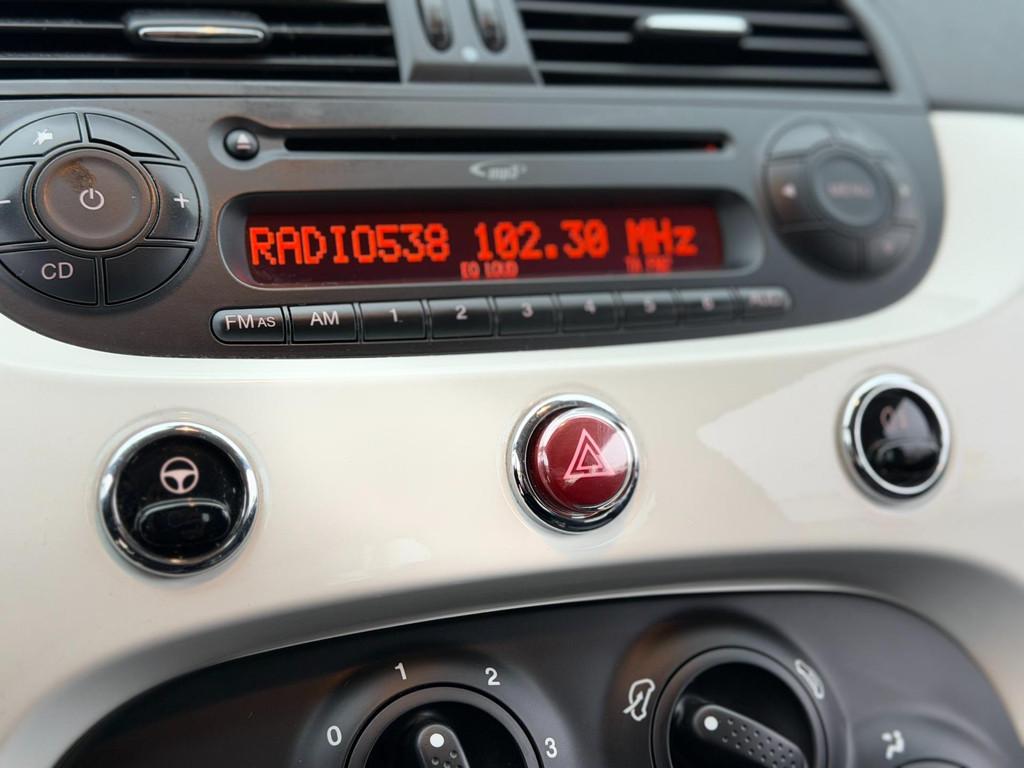 mp3
RADIO538 102.30 MHz
EQ LOUD
MENU
CD
FM AS AM 1 2 3 4 5 6
0 1 2 3